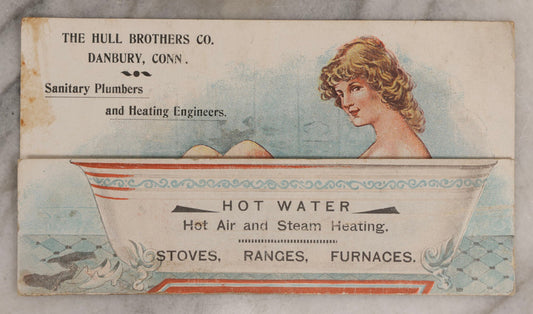 THE HULL BROTHERS CO.
DANBURY, CONN.
Sanitary Plumbers
and Heating Engineers.
HOT WATER
Hot Air and Steam Heating.
STOVES, RANGES, FURNACES.